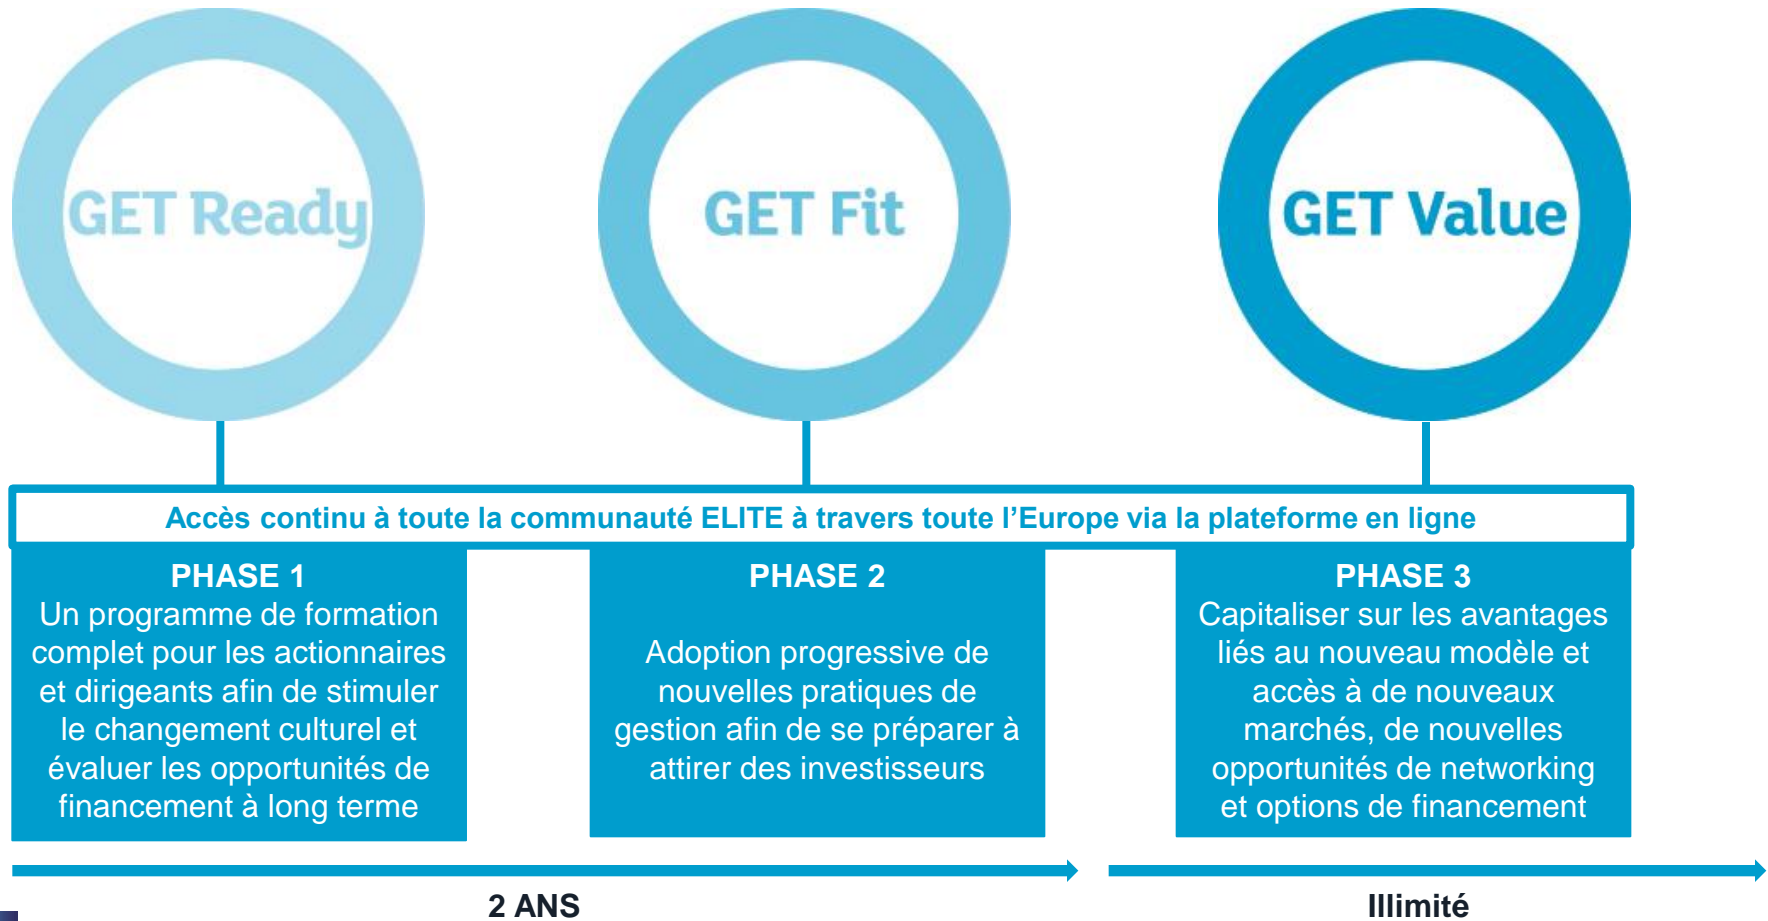 GET Ready
GET Fit
GET Value
Accès continu à toute la communauté ELITE à travers toute l’Europe via la plateforme en ligne
PHASE 1
Un programme de formation
complet pour les actionnaires
et dirigeants afin de stimuler
le changement culturel et
évaluer les opportunités de
financement à long terme
PHASE 2
Adoption progressive de
nouvelles pratiques de
gestion afin de se préparer à
attirer des investisseurs
PHASE 3
Capitaliser sur les avantages
liés au nouveau modèle et
accès à de nouveaux
marchés, de nouvelles
opportunités de networking
et options de financement
2 ANS
Illimité